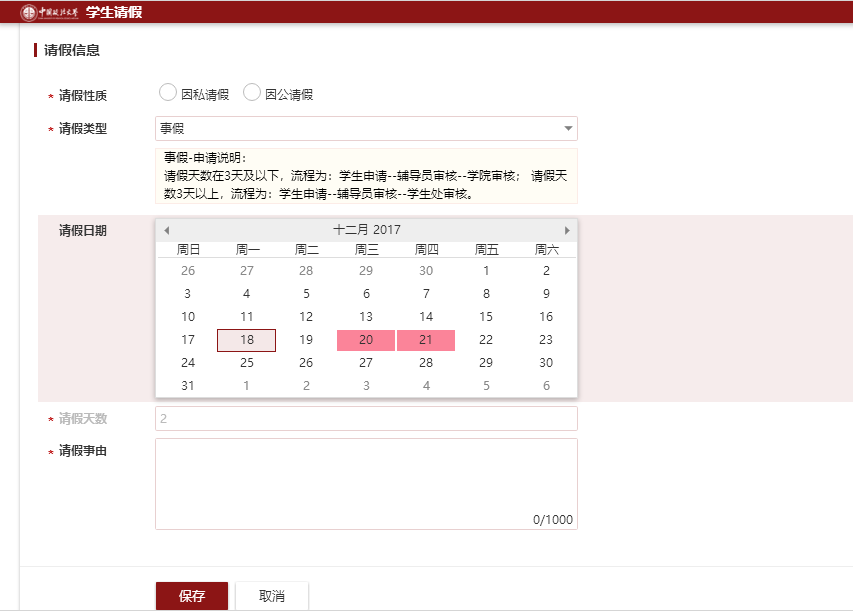 中国政法大学 学生请假
请假信息
* 请假性质 因私请假 因公请假
* 请假类型 事假
事假-申请说明：
请假天数在3天及以下，流程为：学生申请--辅导员审核--学院审核； 请假天
数3天以上，流程为：学生申请--辅导员审核--学生处审核。
请假日期 十二月 2017
周日 周一 周二 周三 周四 周五 周六
26 27 28 29 30 1 2
3 4 5 6 7 8 9
10 11 12 13 14 15 16
17 18 19 20 21 22 23
24 25 26 27 28 29 30
31 1 2 3 4 5 6
* 请假天数 2
* 请假事由
0/1000
保存 取消